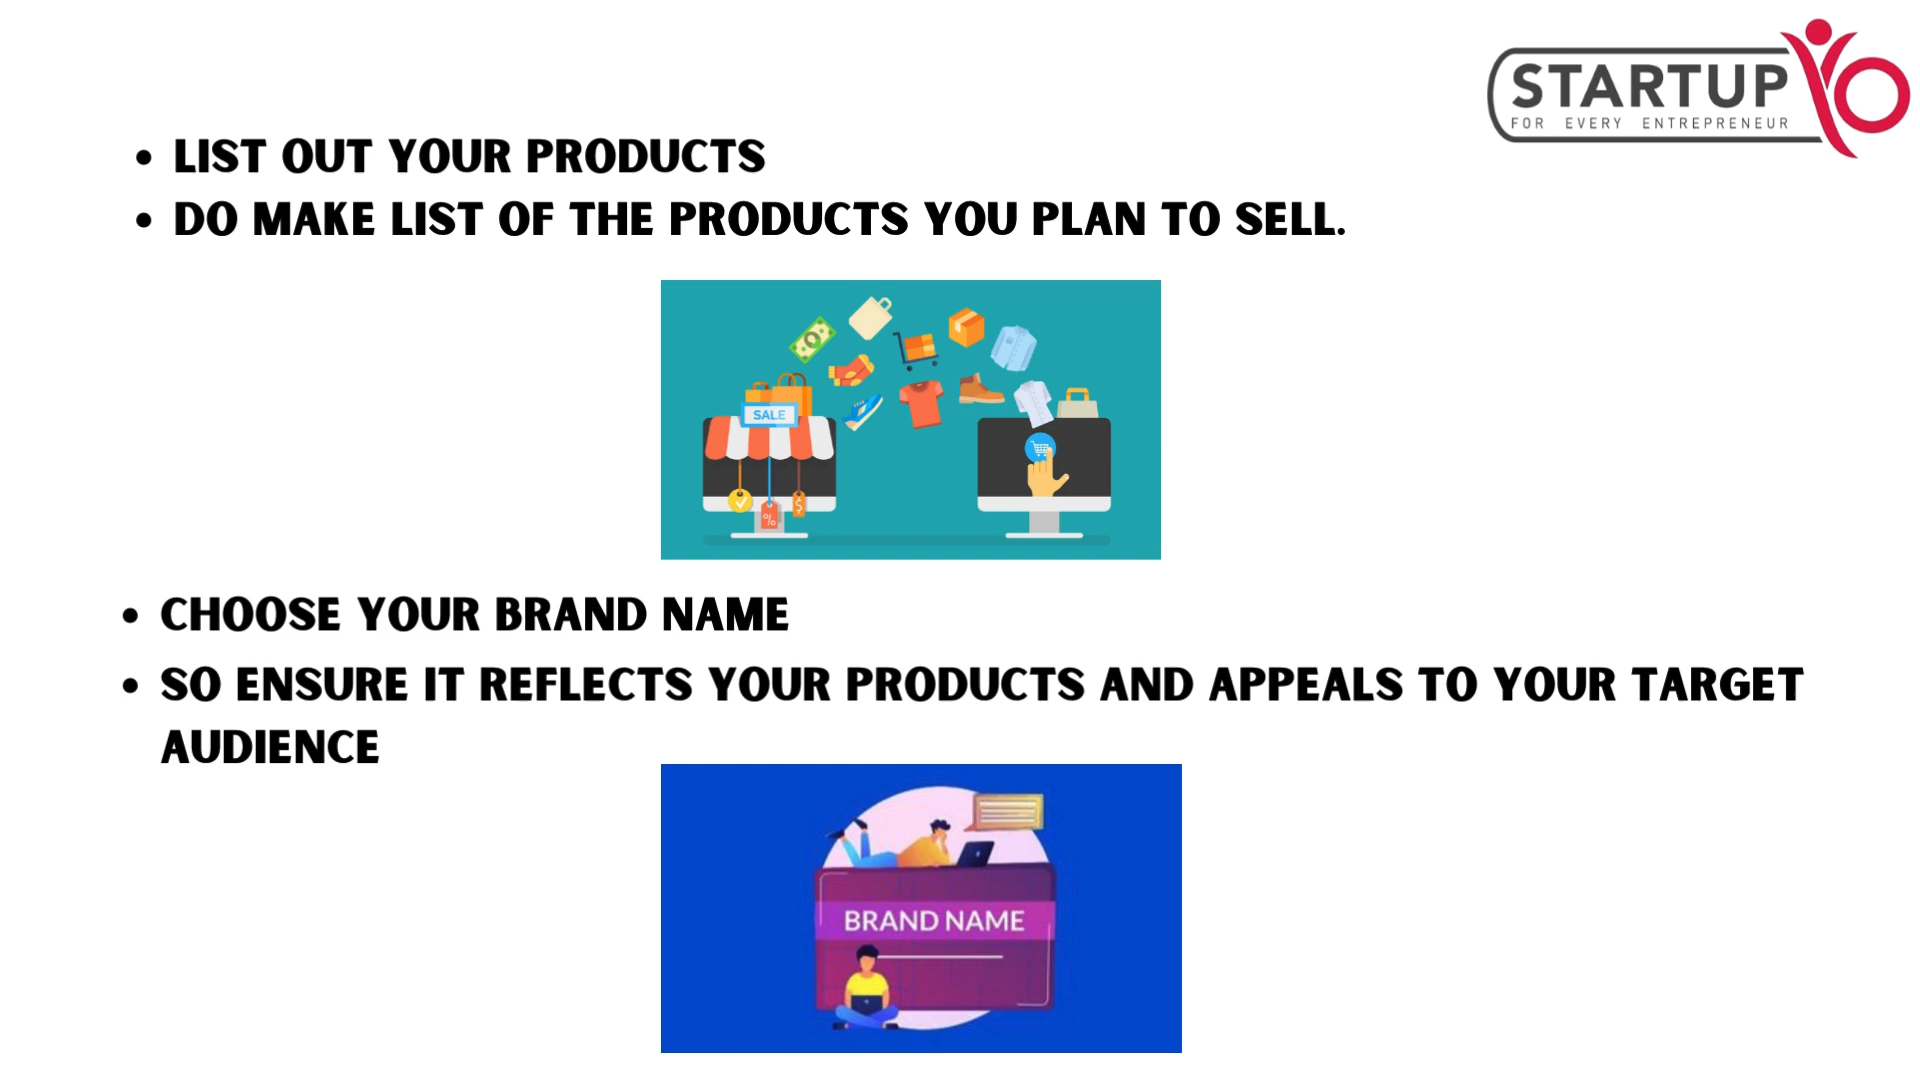 STARTUP YO
FOR EVERY ENTREPRENEUR
• LIST OUT YOUR PRODUCTS
• DO MAKE LIST OF THE PRODUCTS YOU PLAN TO SELL.
SALE
%
$
• CHOOSE YOUR BRAND NAME
• SO ENSURE IT REFLECTS YOUR PRODUCTS AND APPEALS TO YOUR TARGET
AUDIENCE
BRAND NAME